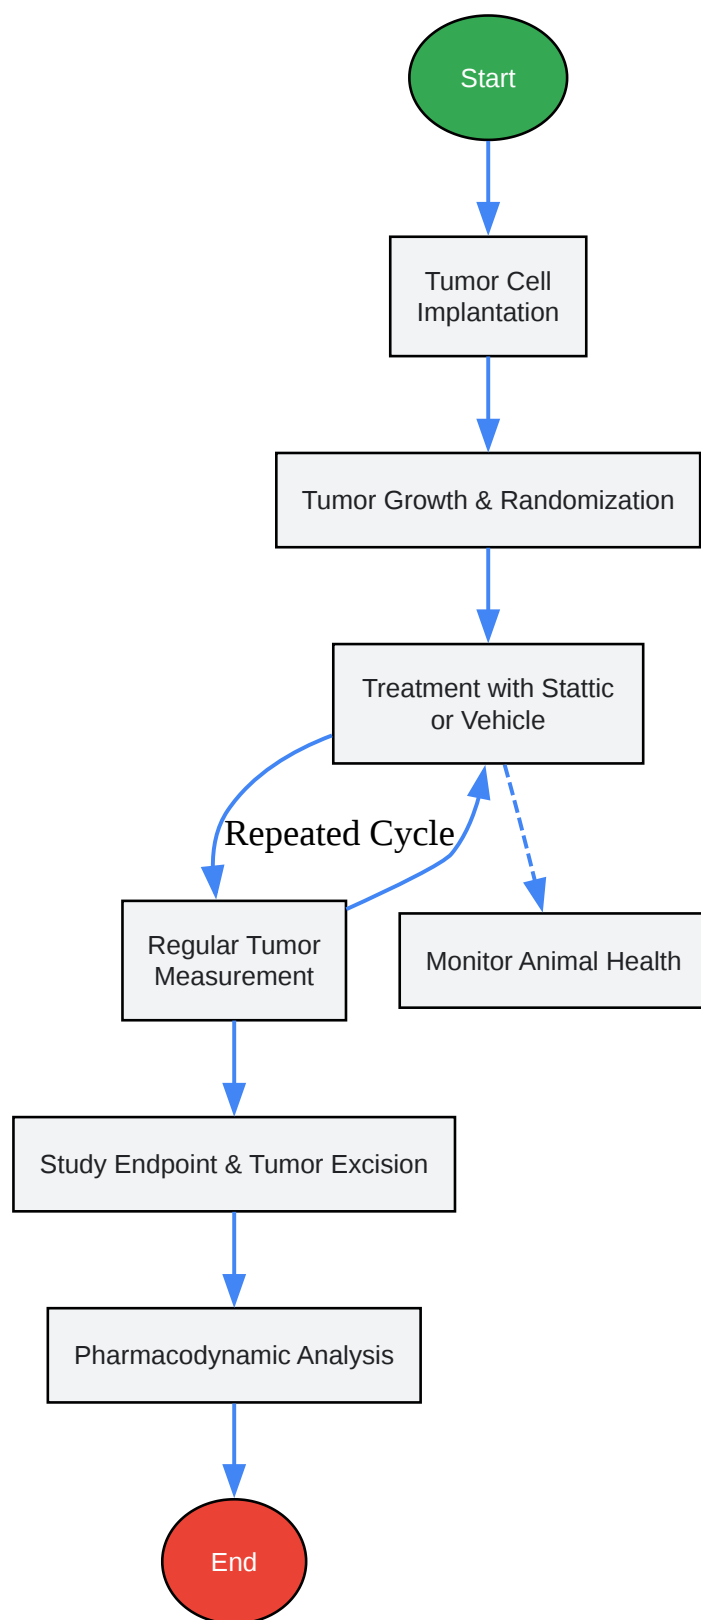 Start
Tumor Cell
Implantation
Tumor Growth & Randomization
Treatment with Stattic
or Vehicle
Repeated Cycle
Regular Tumor
Measurement
Monitor Animal Health
Study Endpoint & Tumor Excision
Pharmacodynamic Analysis
End